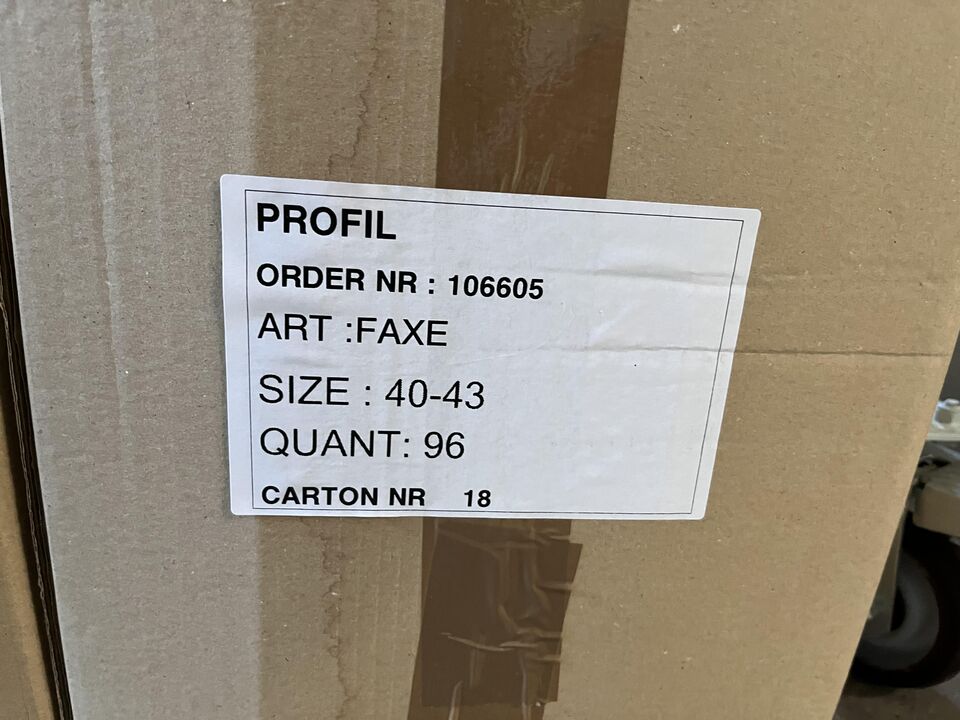 PROFIL
ORDER NR : 106605
ART :FAXE
SIZE : 40-43
QUANT: 96
CARTON NR 18